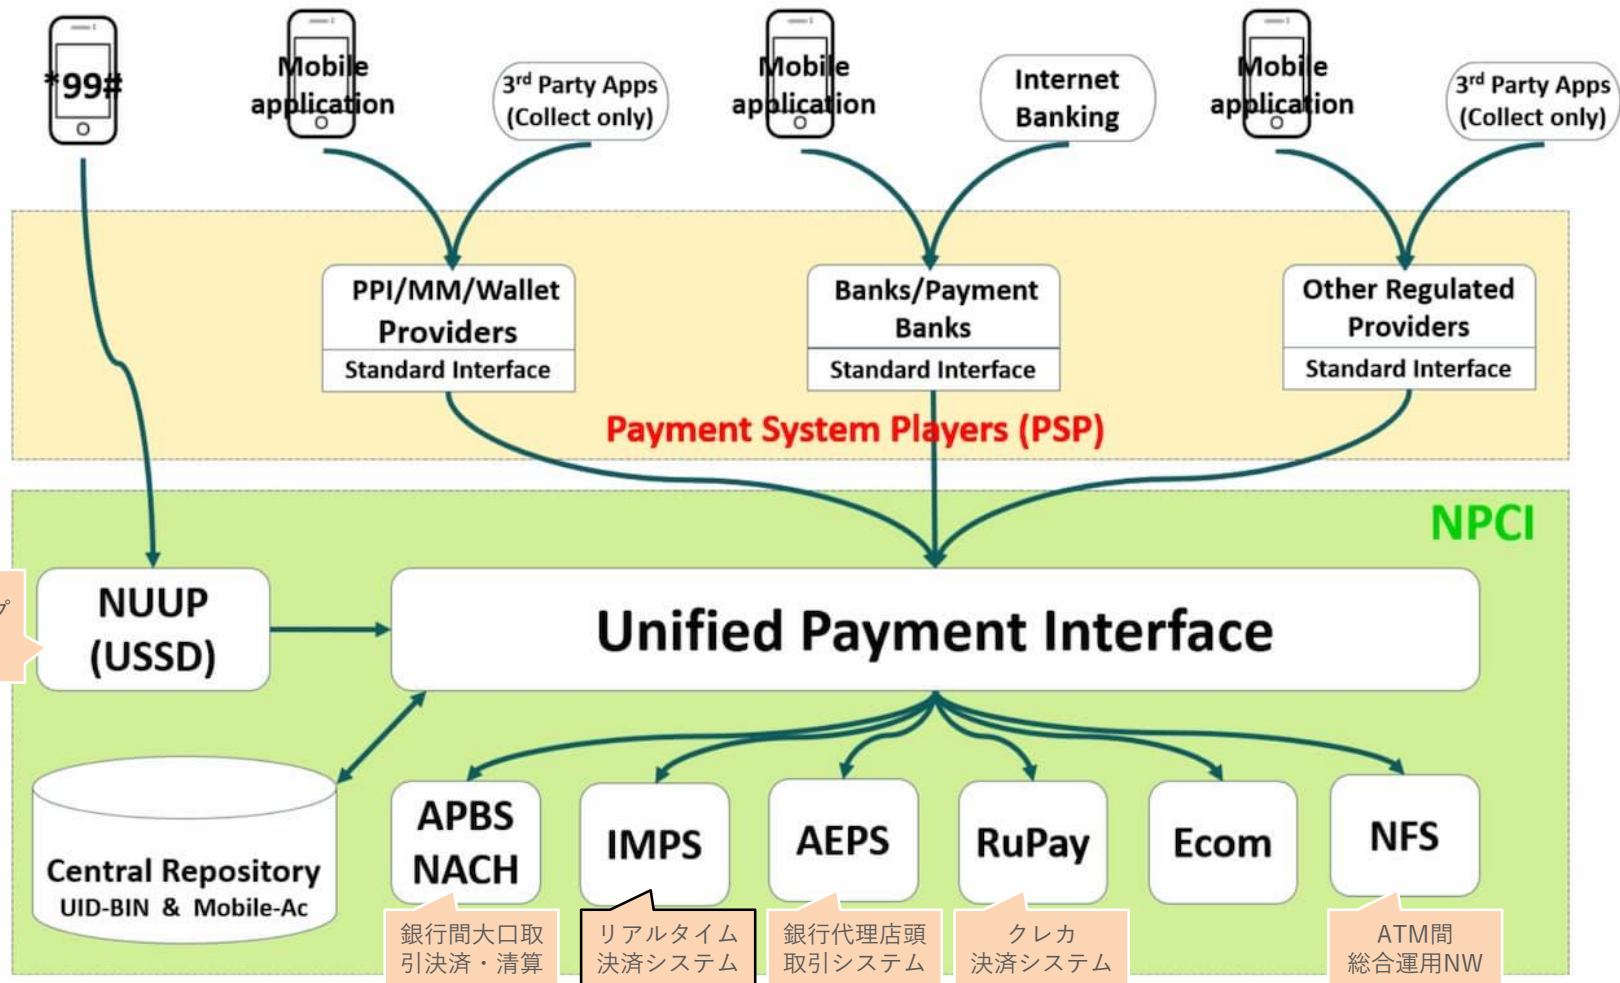 *99#
Mobile
application
3rd Party Apps
(Collect only)
Mobile
application
Internet
Banking
Mobile
application
3rd Party Apps
(Collect only)
PPI/MM/Wallet
Providers
Standard Interface
Banks/Payment
Banks
Standard Interface
Other Regulated
Providers
Standard Interface
Payment System Players (PSP)
NPCI
プ
NUUP
(USSD)
Unified Payment Interface
Central Repository
UID-BIN & Mobile-Ac
APBS
NACH
IMPS
AEPS
RuPay
Ecom
NFS
銀行間大口取
引決済・清算
リアルタイム
決済システム
銀行代理店頭
取引システム
クレカ
決済システム
ATM間
総合運用NW